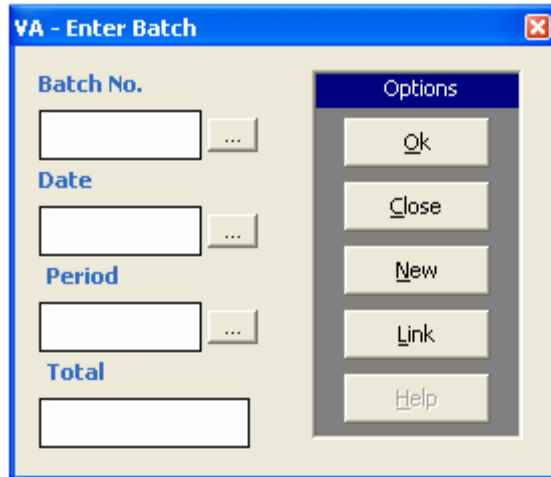 VA - Enter Batch
Batch No.
...
Date
...
Period
...
Total
Options
Ok
Close
New
Link
Help